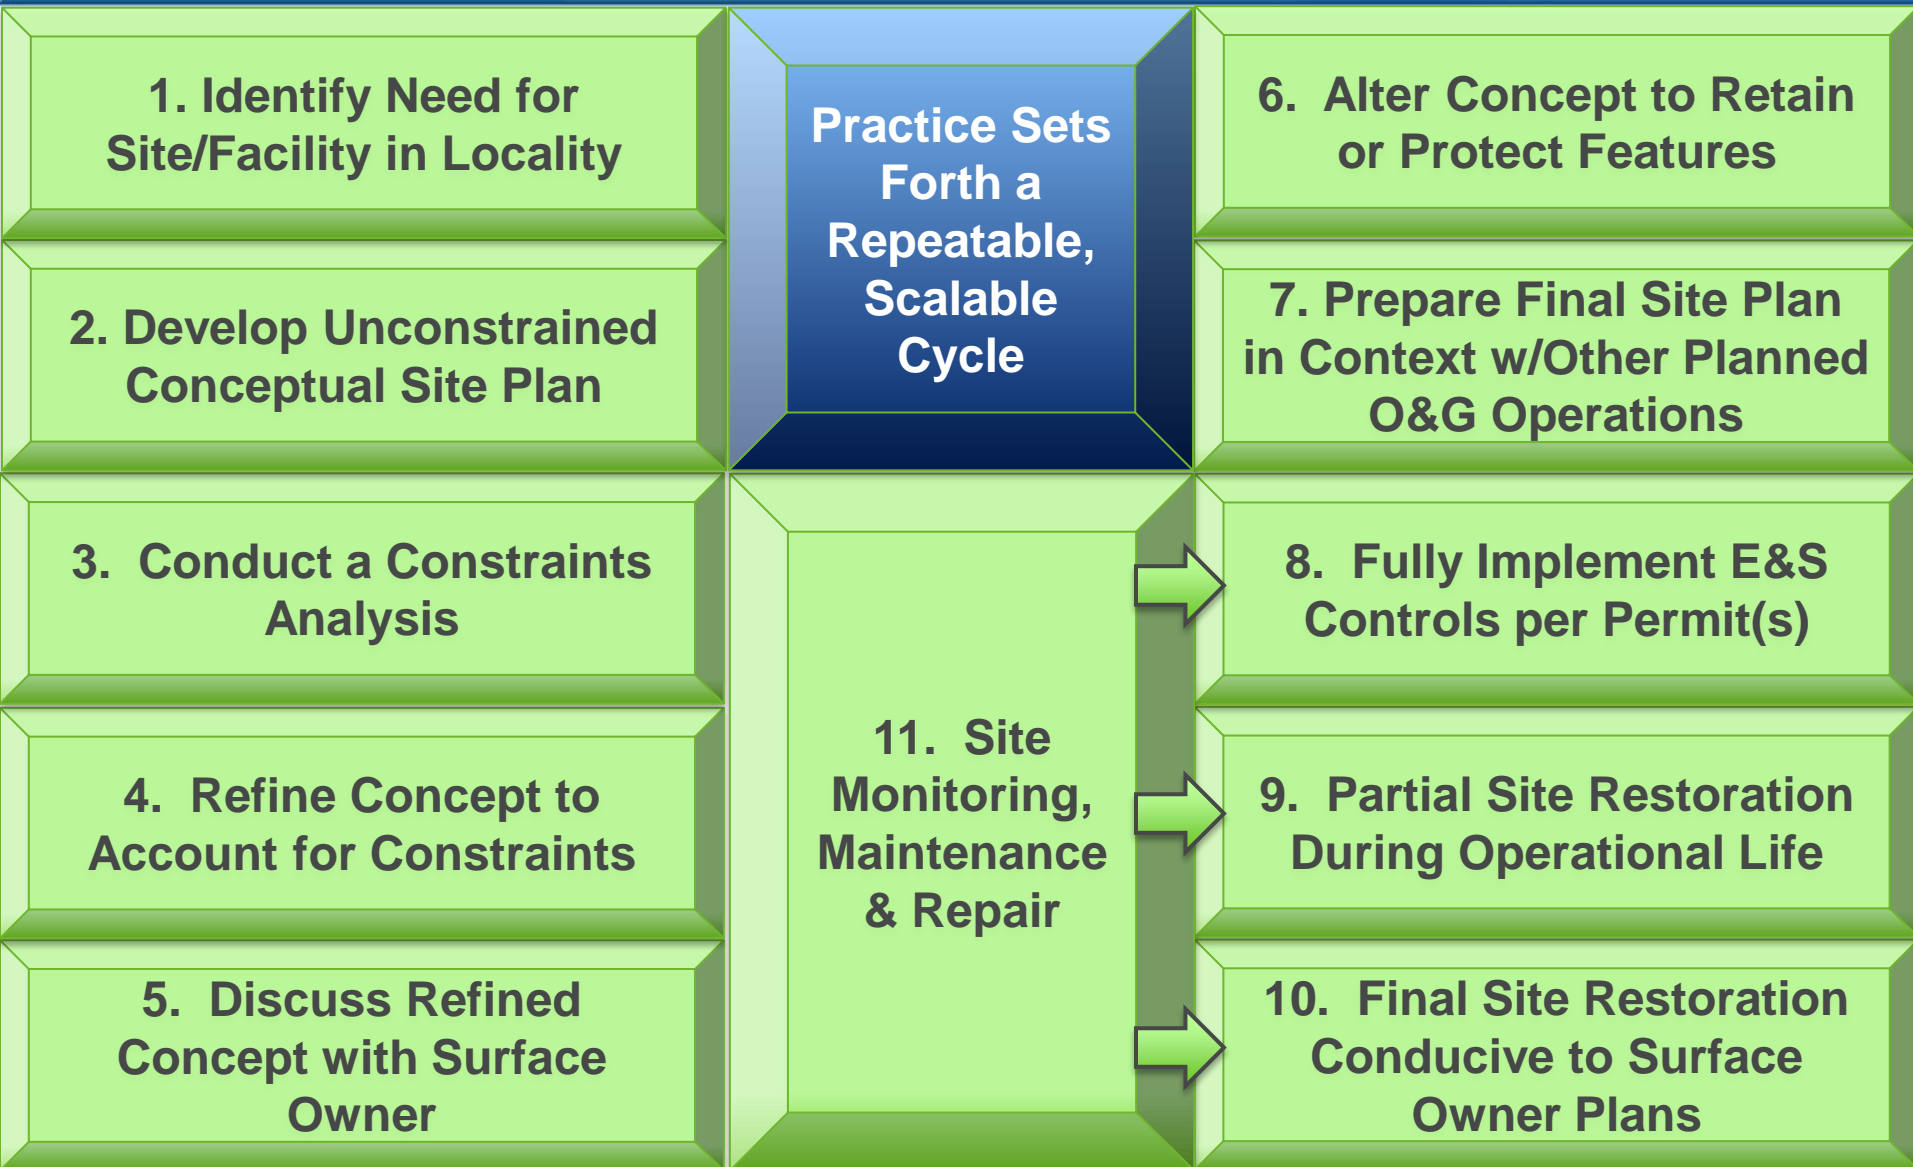 1. Identify Need for
Site/Facility in Locality
2. Develop Unconstrained
Conceptual Site Plan
3. Conduct a Constraints
Analysis
4. Refine Concept to
Account for Constraints
5. Discuss Refined
Concept with Surface
Owner
Practice Sets
Forth a
Repeatable,
Scalable
Cycle
11. Site
Monitoring,
Maintenance
& Repair
6. Alter Concept to Retain
or Protect Features
7. Prepare Final Site Plan
in Context w/Other Planned
O&G Operations
8. Fully Implement E&S
Controls per Permit(s)
9. Partial Site Restoration
During Operational Life
10. Final Site Restoration
Conducive to Surface
Owner Plans